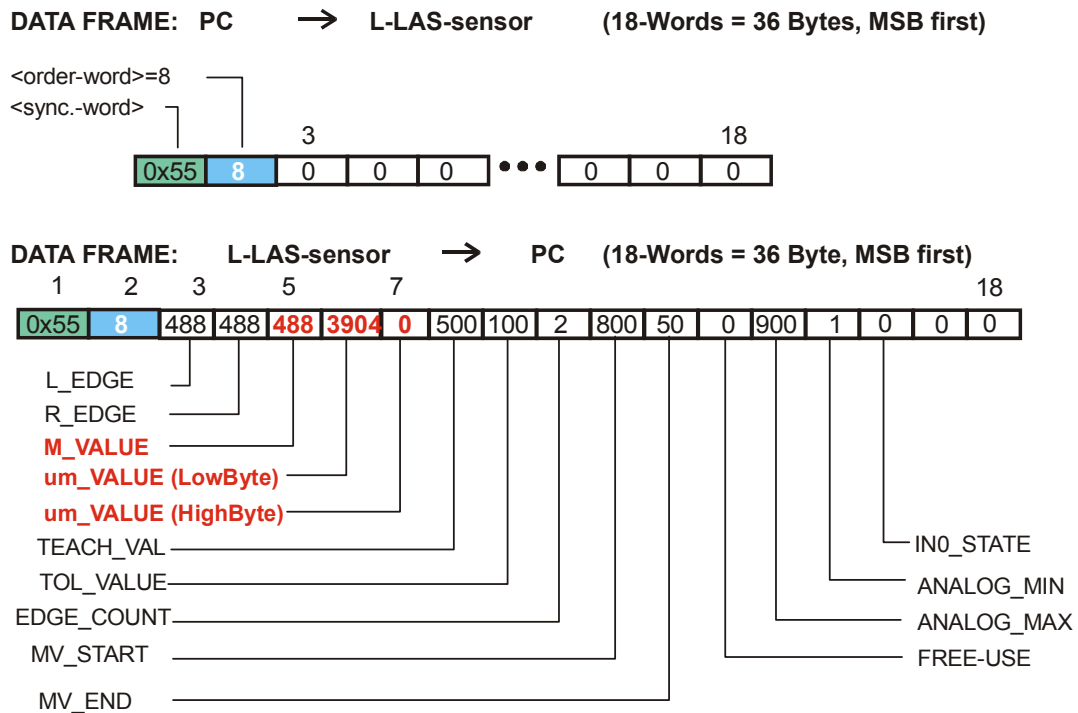 DATA FRAME: PC → L-LAS-sensor (18-Words = 36 Bytes, MSB first)
<order-word>=8
<sync.-word>
3 18
0x55 8 0 0 0 ••• 0 0 0
DATA FRAME: L-LAS-sensor → PC (18-Words = 36 Byte, MSB first)
1 2 3 5 7 18
0x55 8 488 488 488 3904 0 500 100 2 800 50 0 900 1 0 0 0
L_EDGE
R_EDGE
M_VALUE
um_VALUE (LowByte)
um_VALUE (HighByte)
TEACH_VAL IN0_STATE
TOL_VALUE ANALOG_MIN
EDGE_COUNT ANALOG_MAX
MV_START FREE-USE
MV_END